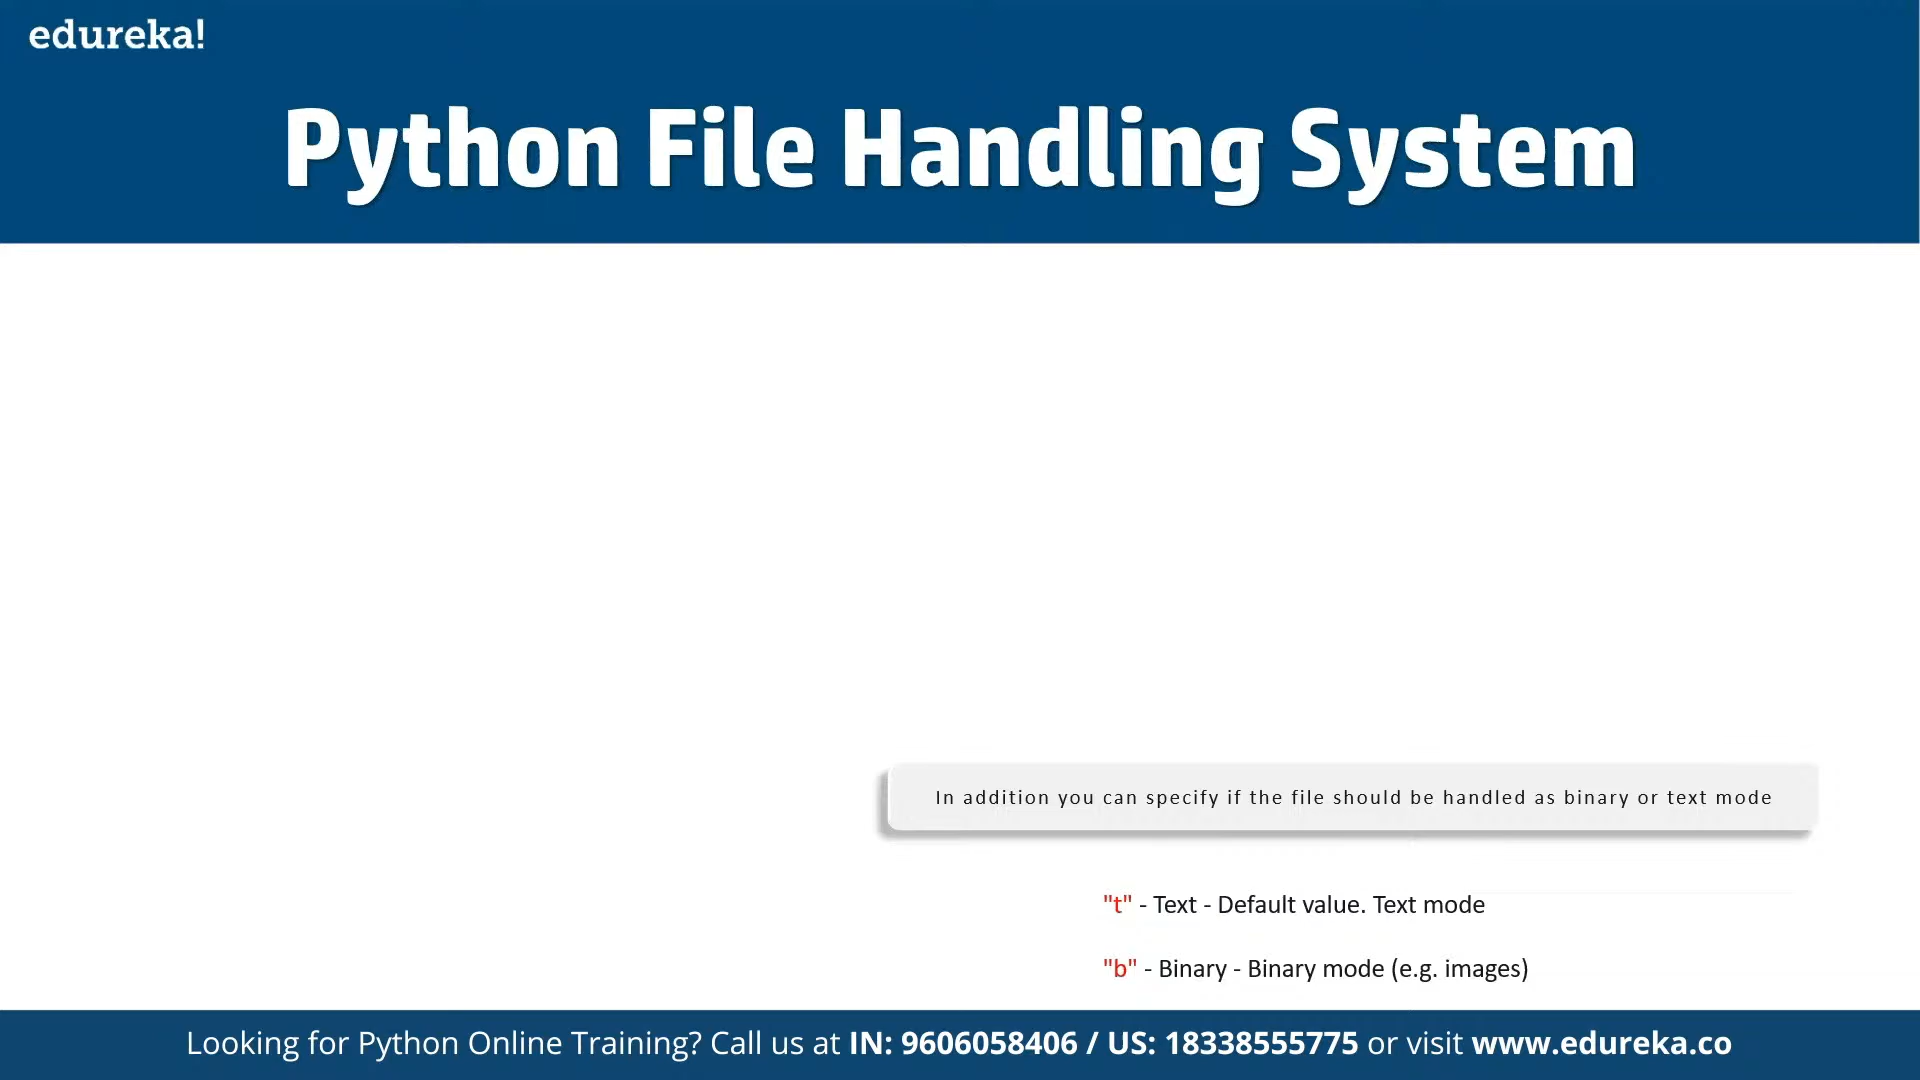 edureka!
Python File Handling System
In addition you can specify if the file should be handled as binary or text mode
"t" - Text - Default value. Text mode
"b" - Binary - Binary mode (e.g. images)
Looking for Python Online Training? Call us at IN: 9606058406 / US: 18338555775 or visit www.edureka.co